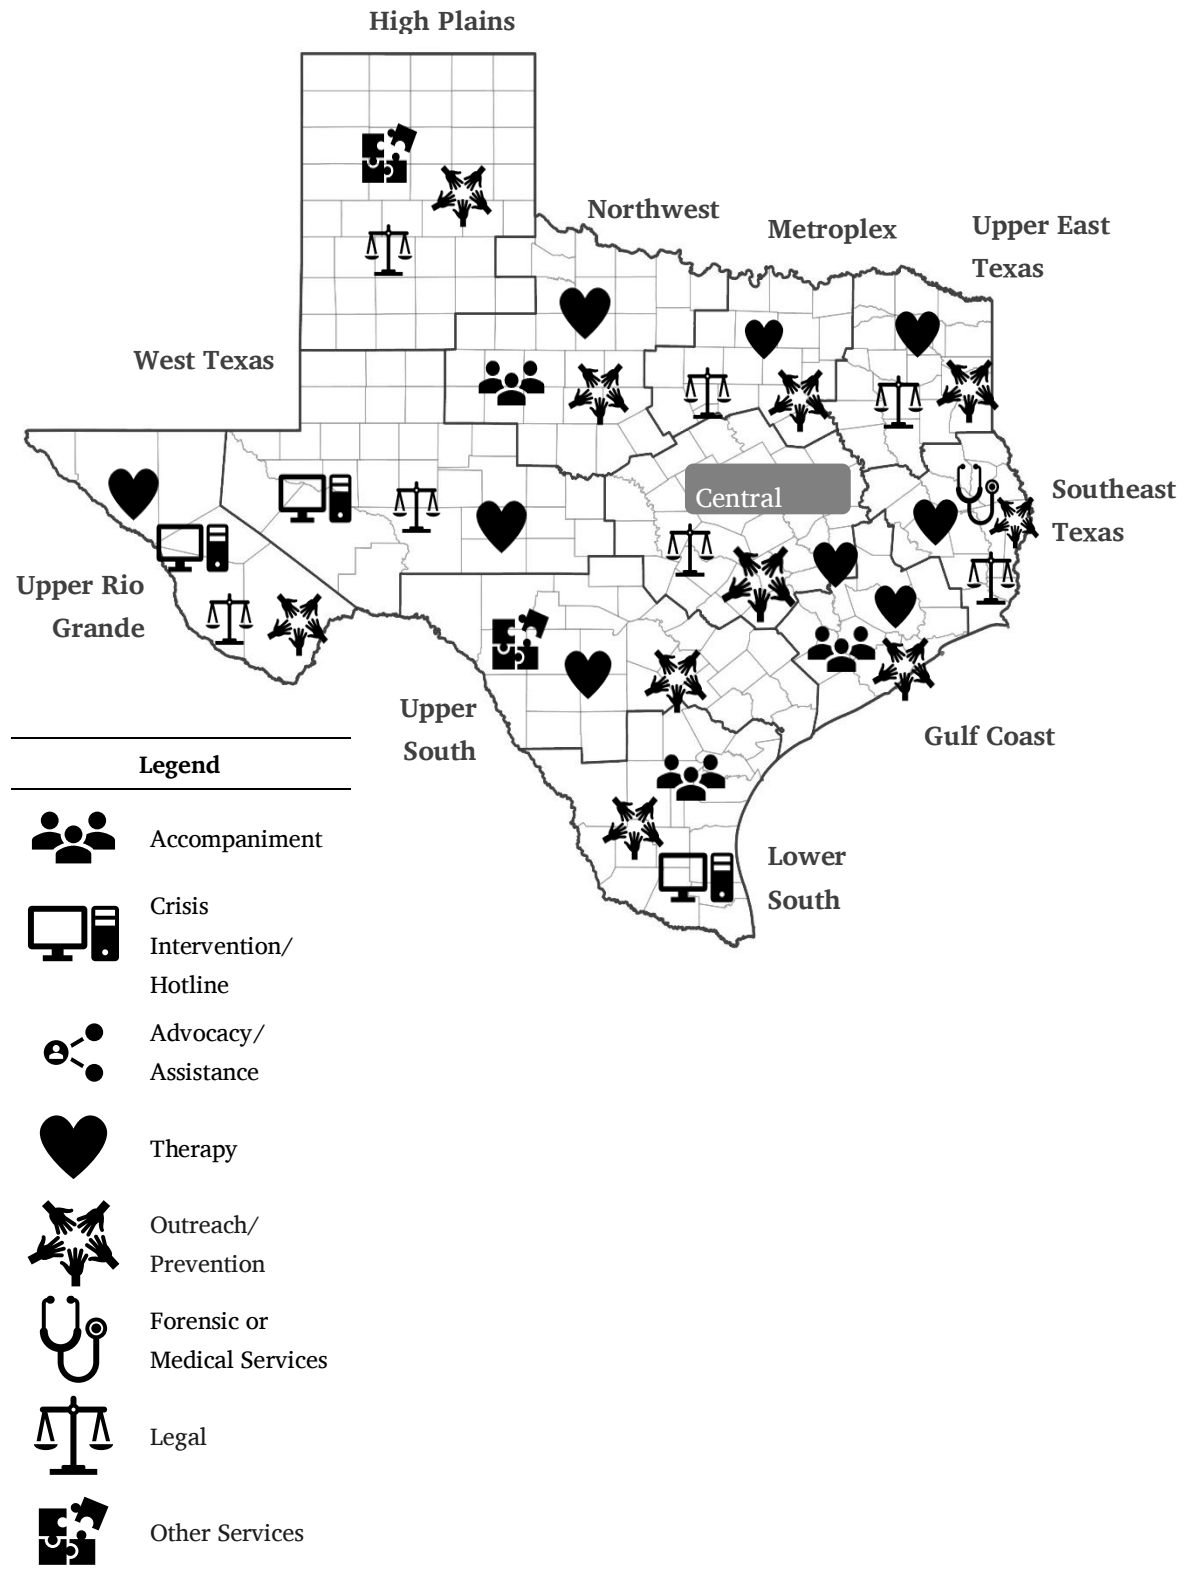 High Plains
Northwest
Metroplex
Upper East
Texas
West Texas
Central
Southeast
Texas
Upper Rio
Grande
Upper
South
Gulf Coast
Lower
South
Legend
Accompaniment
Crisis
Intervention/
Hotline
Advocacy/
Assistance
Therapy
Outreach/
Prevention
Forensic or
Medical Services
Legal
Other Services